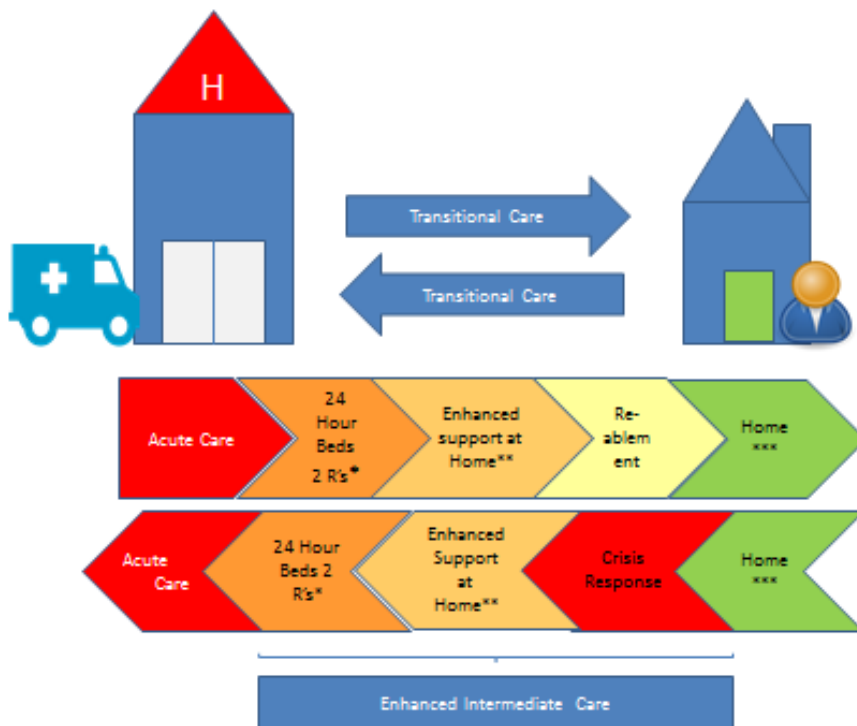 H
Transitional Care
Transitional Care
Acute Care
24
Hour
Beds
2 R's*
Enhanced
support at
Home**
Re-
ablem
ent
Home
***
Acute
Care
24 Hour
Beds 2
R's*
Enhanced
Support
at
Home**
Crisis
Response
Home
***
Enhanced Intermediate Care